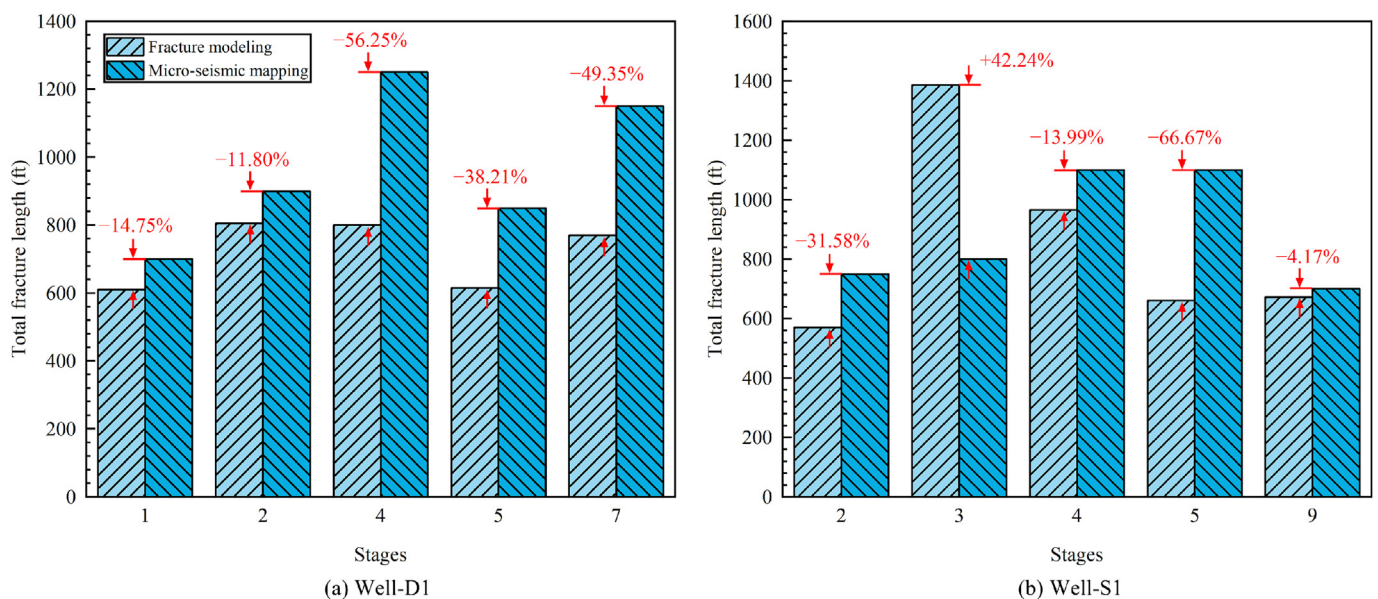 Fracture modeling
Micro-seismic mapping
Total fracture length (ft)
1400
1200
1000
800
600
400
200
0
−14.75%
−11.80%
−56.25%
−38.21%
−49.35%
1 2 4 5 7
Stages
(a) Well-D1
Total fracture length (ft)
1600
1400
1200
1000
800
600
400
200
0
−31.58%
+42.24%
−13.99%
−66.67%
−4.17%
2 3 4 5 9
Stages
(b) Well-S1